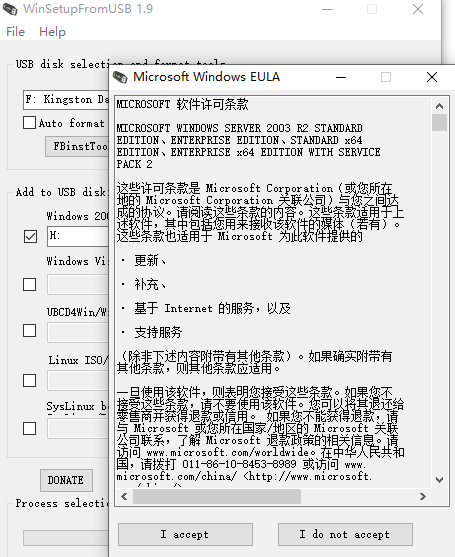 WinSetupFromUSB 1.9
File Help
USB disk selection and format tools
F: Kingston Da
Auto format
FBinstToo
Add to USB disk
Windows 200
H:
Windows Vis
UBCD4Win/Wi
Linux ISO/
SysLinux bo
DONATE
Process selectio
Microsoft Windows EULA
MICROSOFT 软件许可条款
MICROSOFT WINDOWS SERVER 2003 R2 STANDARD
EDITION、ENTERPRISE EDITION、STANDARD x64
EDITION、ENTERPRISE x64 EDITION WITH SERVICE
PACK 2
这些许可条款是 Microsoft Corporation（或您所在
地的 Microsoft Corporation 关联公司）与您之间达
成的协议。请阅读这些条款的内容。这些条款适用于上
述软件，其中包括您用来接收该软件的媒体（若有）。
这些条款也适用于 Microsoft 为此软件提供的
· 更新、
· 补充、
· 基于 Internet 的服务，以及
· 支持服务
（除非下述内容附带有其他条款）。如果确实附带有
其他条款，则其他条款应适用。
一旦使用该软件，则表明您接受这些条款。如果您不
接受这些条款，请不要使用该软件。您可以将其退还给
零售商并获得退款或信用。 如果您不能获得退款，请
与 Microsoft 或您所在国家/地区的 Microsoft 关联
公司联系，了解 Microsoft 退款政策的相关信息。请
访问 www.microsoft.com/worldwide。在中华人民共和
国，请拨打 011-86-10-8453-8989 或访问 www.
microsoft.com/china/ <http://www.microsoft.
I accept
I do not accept